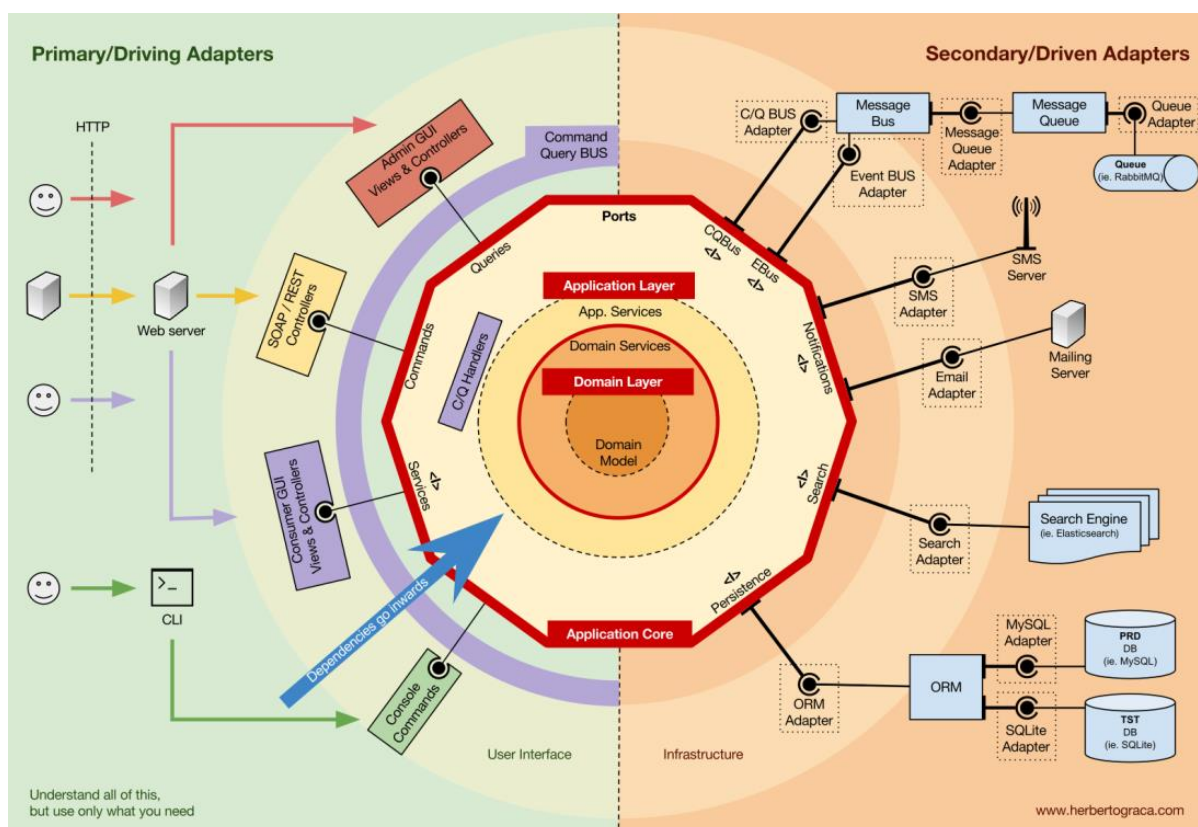 Primary/Driving Adapters
Secondary/Driven Adapters
HTTP
Web server
CLI
Admin GUI
Views & Controllers
SOAP / REST
Controllers
Consumer GUI
Views & Controllers
Console
Commands
Command
Query BUS
Queries
Commands
</>
Services
C/Q Handlers
Dependencies go inwards
Ports
Application Layer
App. Services
Domain Services
Domain Layer
Domain
Model
Application Core
CQBus
</>
EBus
</>
Notifications
</>
Search
</>
Persistence
</>
C/Q BUS
Adapter
Message
Bus
Event BUS
Adapter
Message
Queue
Adapter
Message
Queue
Queue
Adapter
Queue
(ie. RabbitMQ)
SMS
Adapter
SMS
Server
Email
Adapter
Mailing
Server
Search
Adapter
Search Engine
(ie. Elasticsearch)
ORM
Adapter
ORM
MySQL
Adapter
PRD
DB
(ie. MySQL)
SQLite
Adapter
TST
DB
(ie. SQLite)
User Interface
Infrastructure
Understand all of this,
but use only what you need
www.herbertograca.com